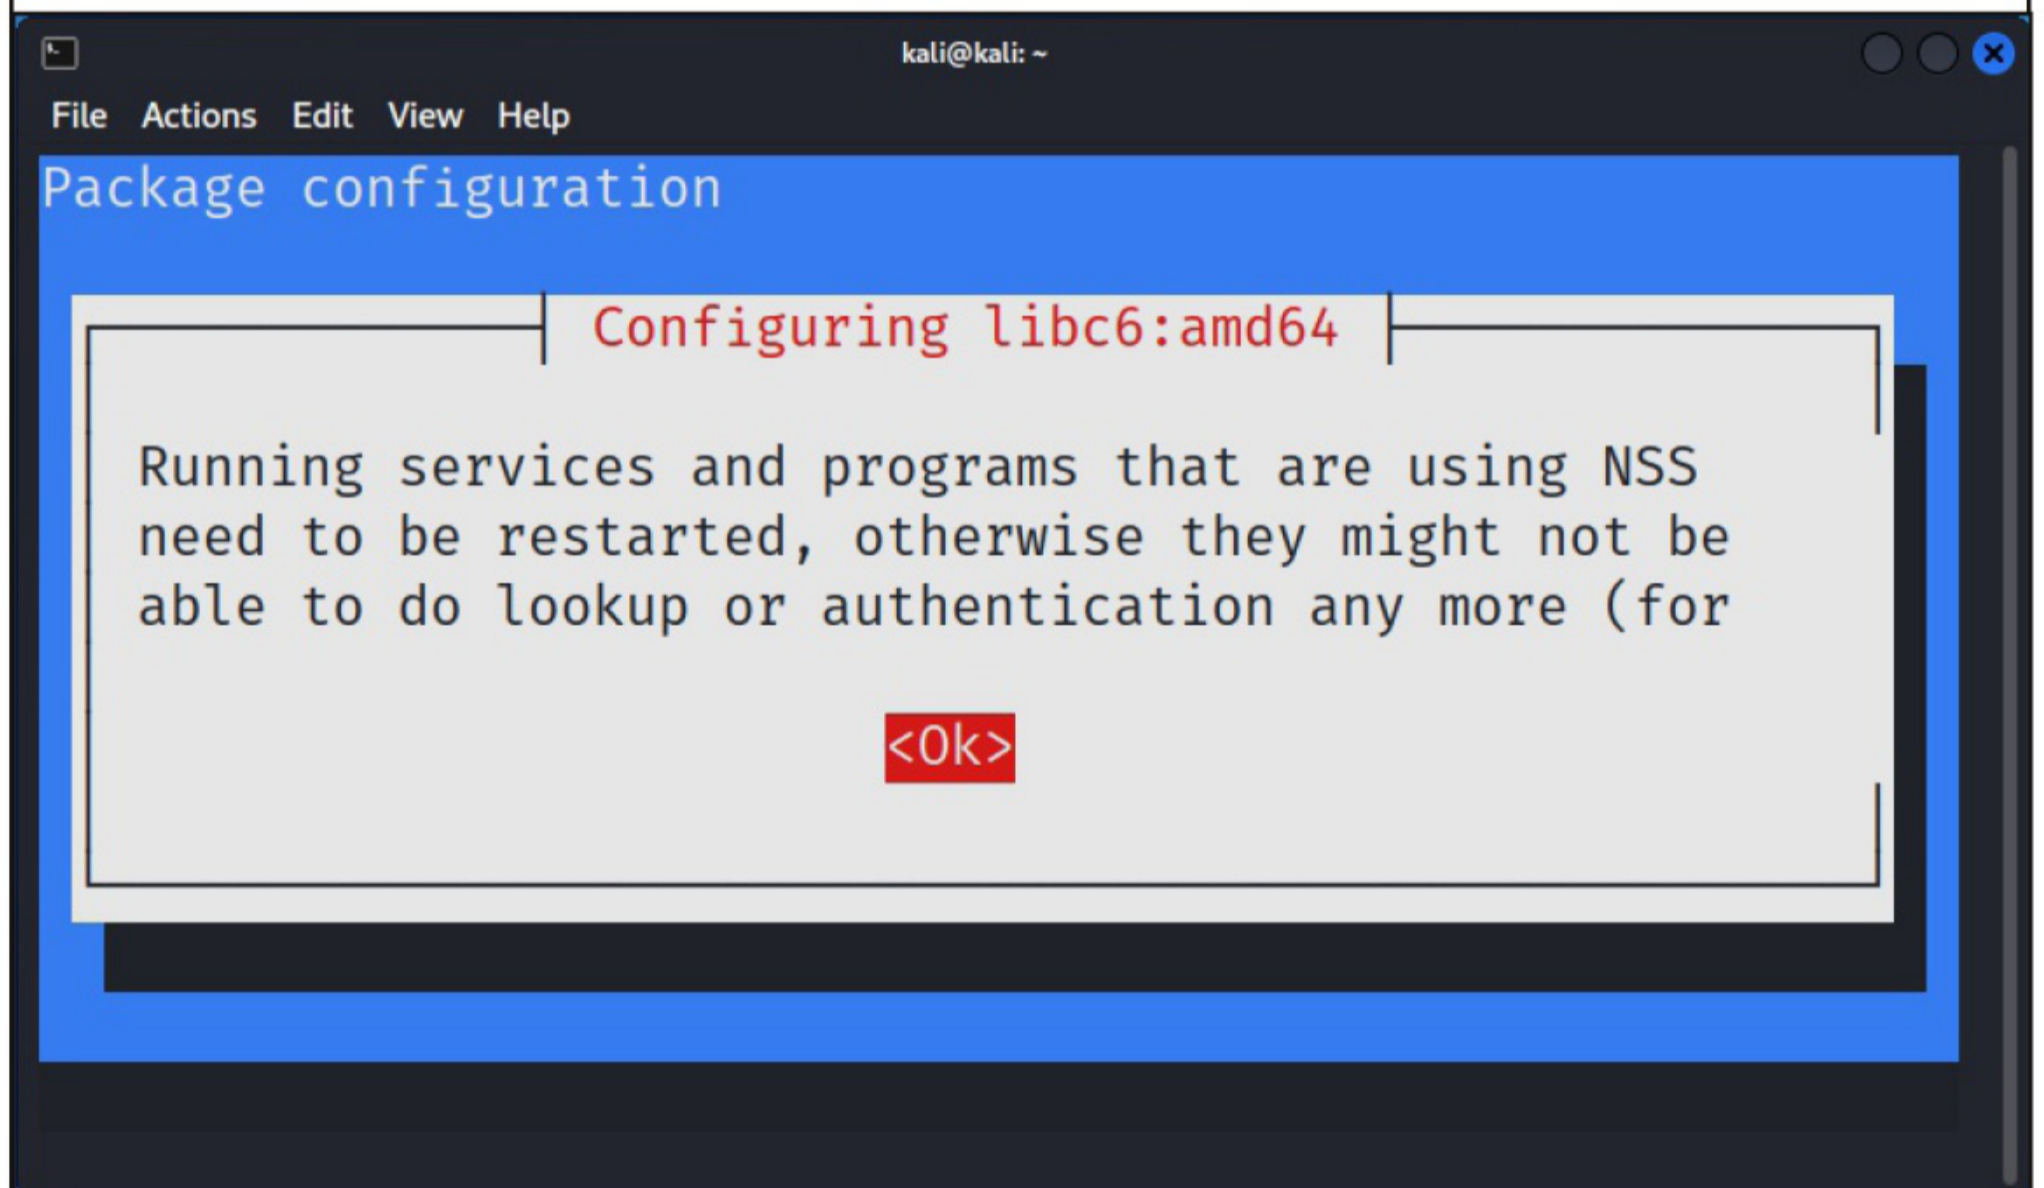 kali@kali: ~
File Actions Edit View Help
Package configuration
Configuring libc6:amd64
Running services and programs that are using NSS
need to be restarted, otherwise they might not be
able to do lookup or authentication any more (for
<Ok>